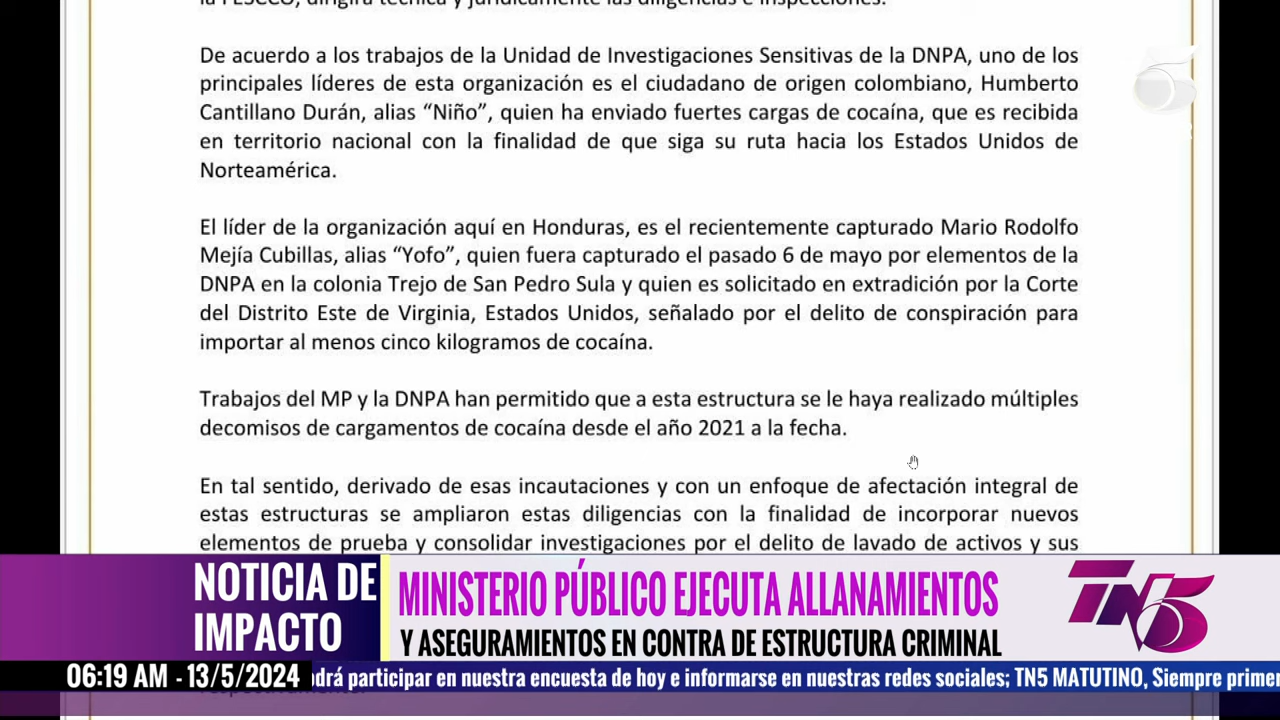 la FESCCO, dirigirá técnica y jurídicamente las diligencias e inspecciones.
De acuerdo a los trabajos de la Unidad de Investigaciones Sensitivas de la DNPA, uno de los
principales líderes de esta organización es el ciudadano de origen colombiano, Humberto
Cantillano Durán, alias “Niño”, quien ha enviado fuertes cargas de cocaína, que es recibida
en territorio nacional con la finalidad de que siga su ruta hacia los Estados Unidos de
Norteamérica.
El líder de la organización aquí en Honduras, es el recientemente capturado Mario Rodolfo
Mejía Cubillas, alias “Yofo”, quien fuera capturado el pasado 6 de mayo por elementos de la
DNPA en la colonia Trejo de San Pedro Sula y quien es solicitado en extradición por la Corte
del Distrito Este de Virginia, Estados Unidos, señalado por el delito de conspiración para
importar al menos cinco kilogramos de cocaína.
Trabajos del MP y la DNPA han permitido que a esta estructura se le haya realizado múltiples
decomisos de cargamentos de cocaína desde el año 2021 a la fecha.
En tal sentido, derivado de esas incautaciones y con un enfoque de afectación integral de
estas estructuras se ampliaron estas diligencias con la finalidad de incorporar nuevos
elementos de prueba y consolidar investigaciones por el delito de lavado de activos y sus
NOTICIA DE
IMPACTO
MINISTERIO PÚBLICO EJECUTA ALLANAMIENTOS
Y ASEGURAMIENTOS EN CONTRA DE ESTRUCTURA CRIMINAL
TN5
06:19 AM - 13/5/2024
odrá participar en nuestra encuesta de hoy e informarse en nuestras redes sociales; TN5 MATUTINO, Siempre primer
5